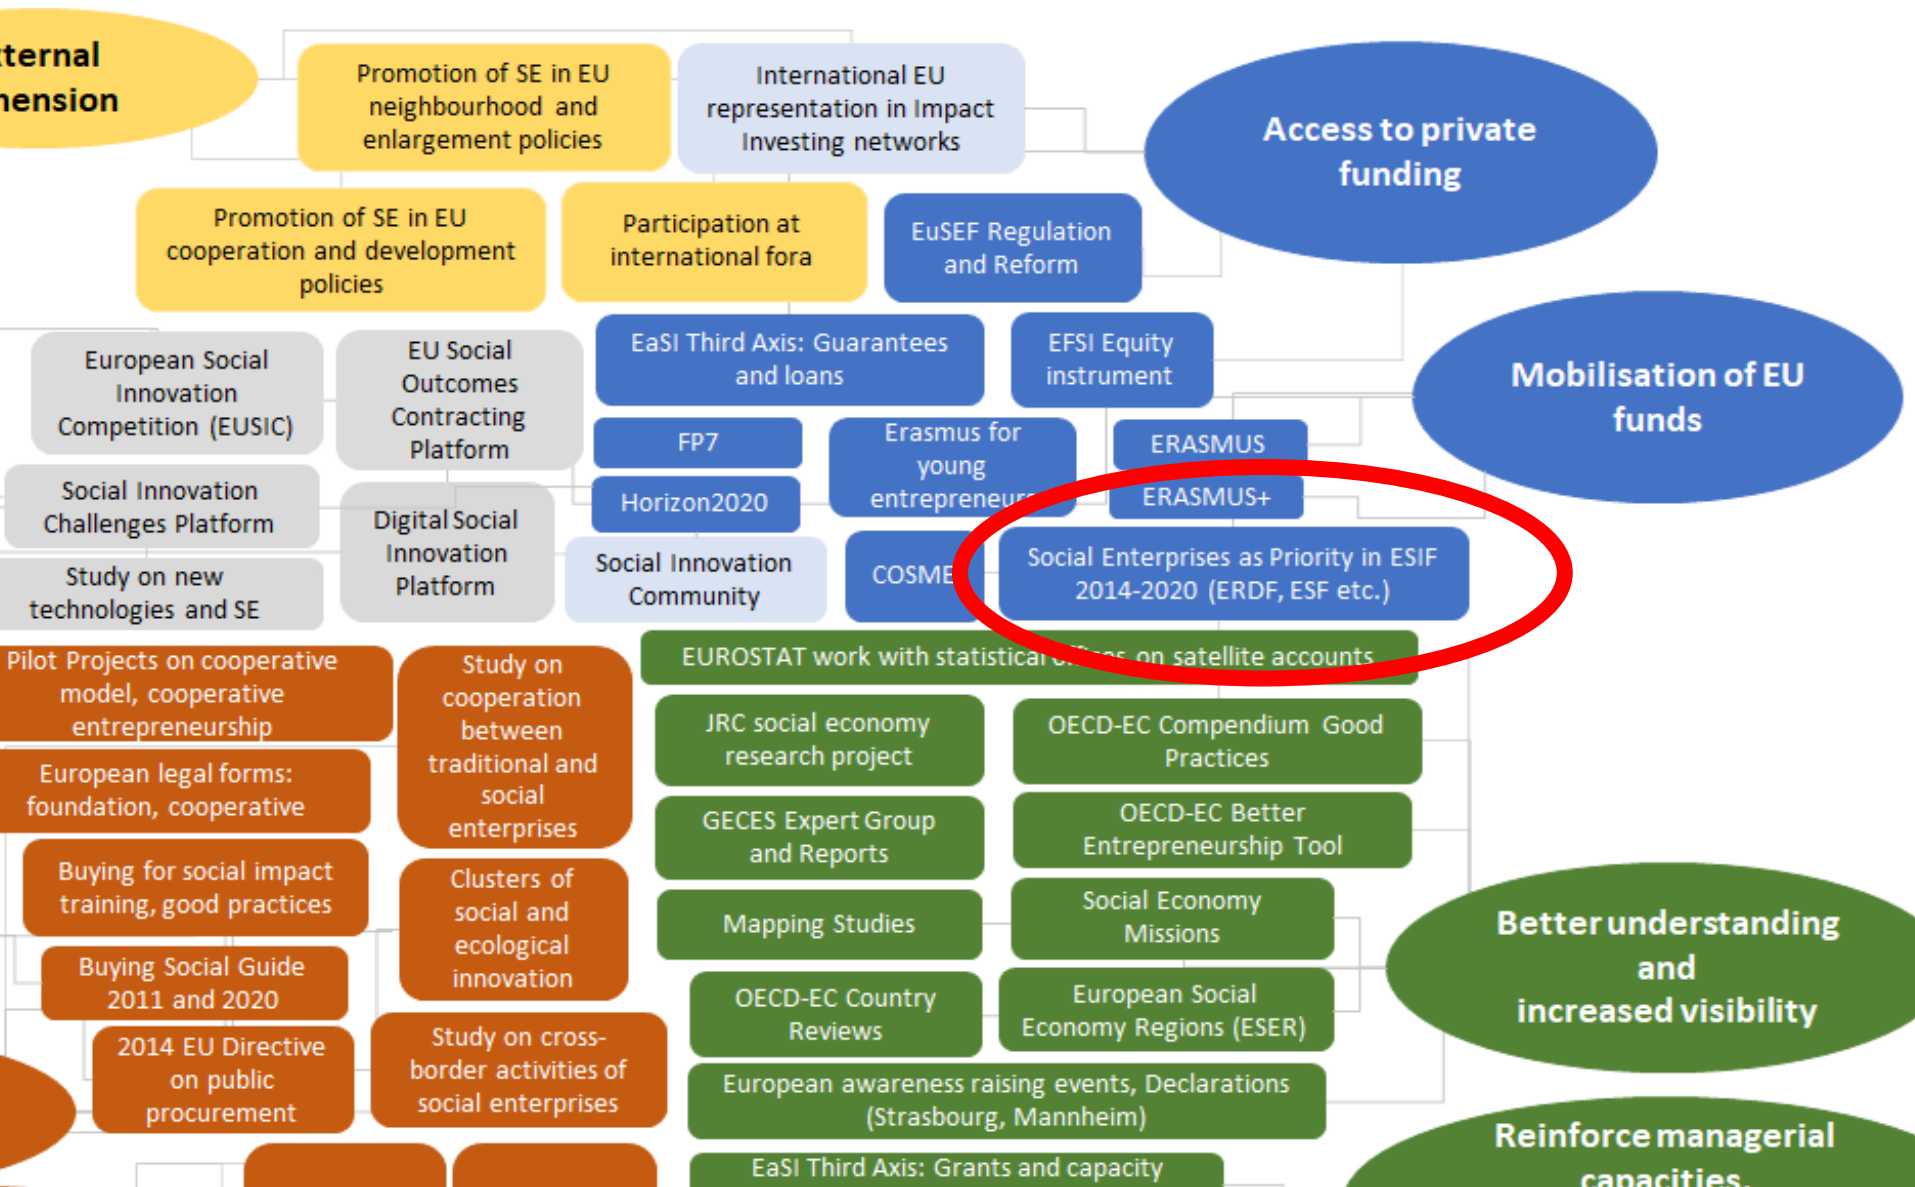 ternal
nension
Promotion of SE in EU
neighbourhood and
enlargement policies
International EU
representation in Impact
Investing networks
Access to private
funding
Promotion of SE in EU
cooperation and development
policies
Participation at
international fora
EuSEF Regulation
and Reform
European Social
Innovation
Competition (EUSIC)
EU Social
Outcomes
Contracting
Platform
EaSI Third Axis: Guarantees
and loans
EFSI Equity
instrument
Mobilisation of EU
funds
FP7
Erasmus for
young
entrepreneurs
ERASMUS
ERASMUS+
Social Innovation
Challenges Platform
Digital Social
Innovation
Platform
Horizon2020
Social Innovation
Community
COSME
Social Enterprises as Priority in ESIF
2014-2020 (ERDF, ESF etc.)
Study on new
technologies and SE
Pilot Projects on cooperative
model, cooperative
entrepreneurship
Study on
cooperation
between
traditional and
social
enterprises
EUROSTAT work with statistical offices on satellite accounts
JRC social economy
research project
OECD-EC Compendium Good
Practices
European legal forms:
foundation, cooperative
GECES Expert Group
and Reports
OECD-EC Better
Entrepreneurship Tool
Buying for social impact
training, good practices
Clusters of
social and
ecological
innovation
Mapping Studies
Social Economy
Missions
Better understanding
and
increased visibility
Buying Social Guide
2011 and 2020
OECD-EC Country
Reviews
European Social
Economy Regions (ESER)
2014 EU Directive
on public
procurement
Study on cross-
border activities of
social enterprises
European awareness raising events, Declarations
(Strasbourg, Mannheim)
EaSI Third Axis: Grants and capacity
Reinforce managerial
capacities,